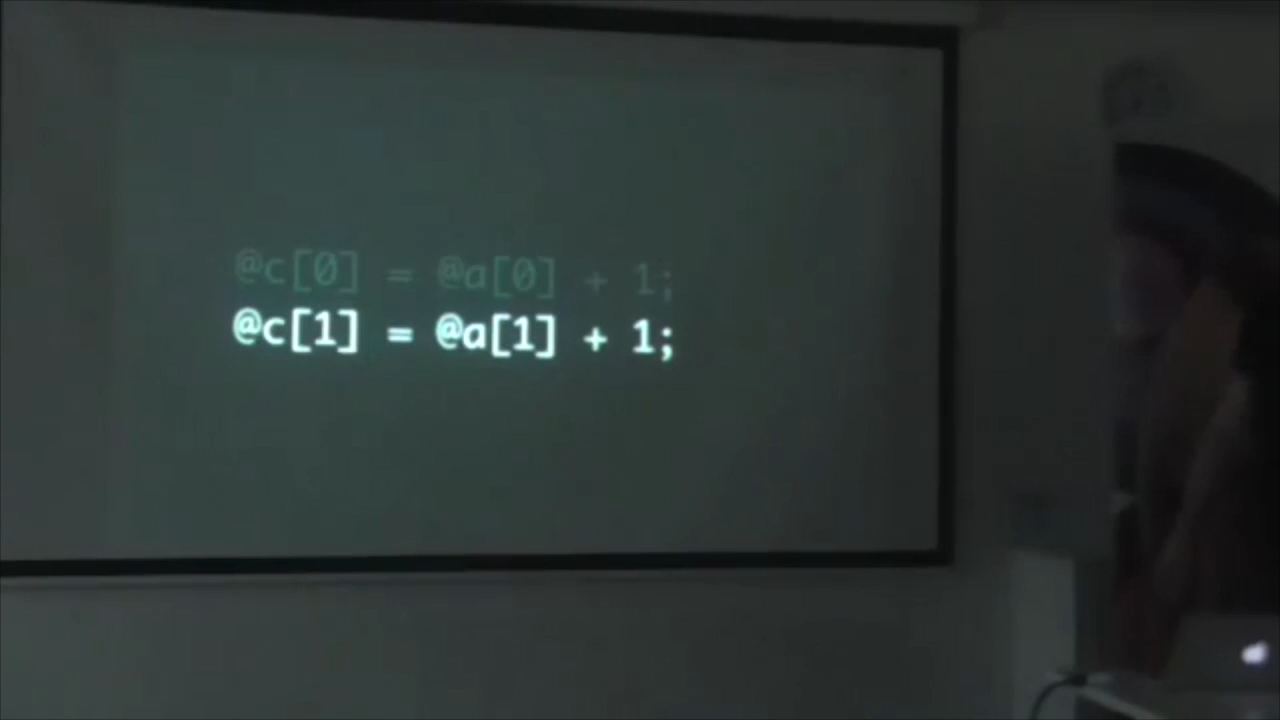 @c[0] = @a[0] + 1;
@c[1] = @a[1] + 1;